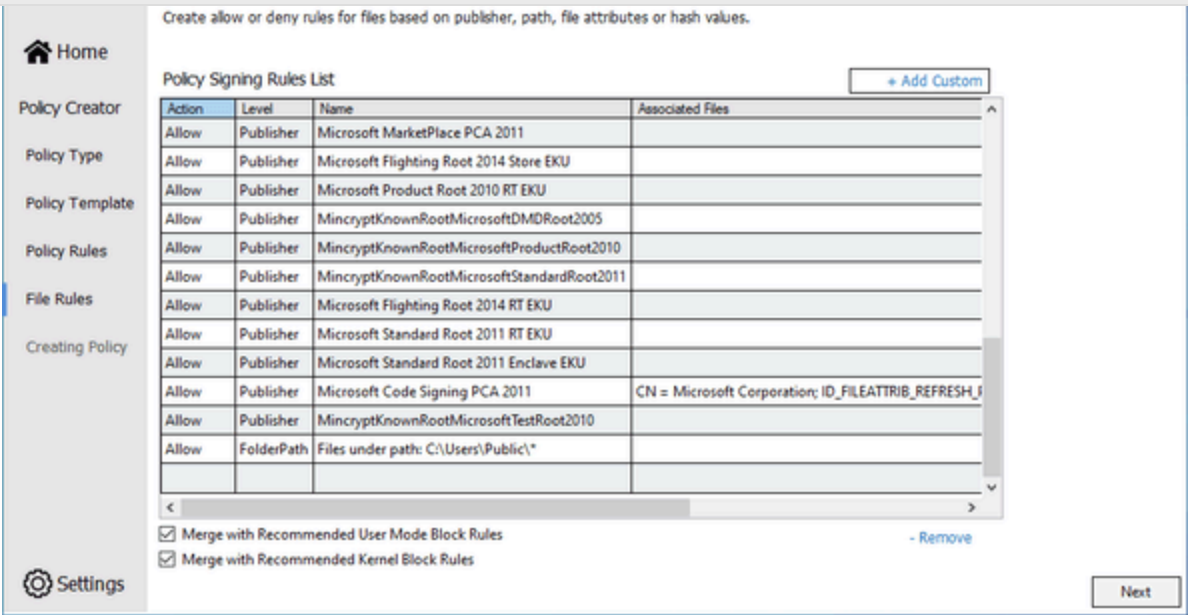 Create allow or deny rules for files based on publisher, path, file attributes or hash values.
Home
Policy Creator
Policy Type
Policy Template
Policy Rules
File Rules
Creating Policy
Settings
Policy Signing Rules List
+ Add Custom
Action Level Name Associated Files
Allow Publisher Microsoft MarketPlace PCA 2011
Allow Publisher Microsoft Flighting Root 2014 Store EKU
Allow Publisher Microsoft Product Root 2010 RT EKU
Allow Publisher MincryptKnownRootMicrosoftDMDRoot2005
Allow Publisher MincryptKnownRootMicrosoftProductRoot2010
Allow Publisher MincryptKnownRootMicrosoftStandardRoot2011
Allow Publisher Microsoft Flighting Root 2014 RT EKU
Allow Publisher Microsoft Standard Root 2011 RT EKU
Allow Publisher Microsoft Standard Root 2011 Enclave EKU
Allow Publisher Microsoft Code Signing PCA 2011 CN = Microsoft Corporation; ID_FILEATTRIB_REFRESH_
Allow Publisher MincryptKnownRootMicrosoftTestRoot2010
Allow FolderPath Files under path: C:\Users\Public\*
Merge with Recommended User Mode Block Rules
- Remove
Merge with Recommended Kernel Block Rules
Next